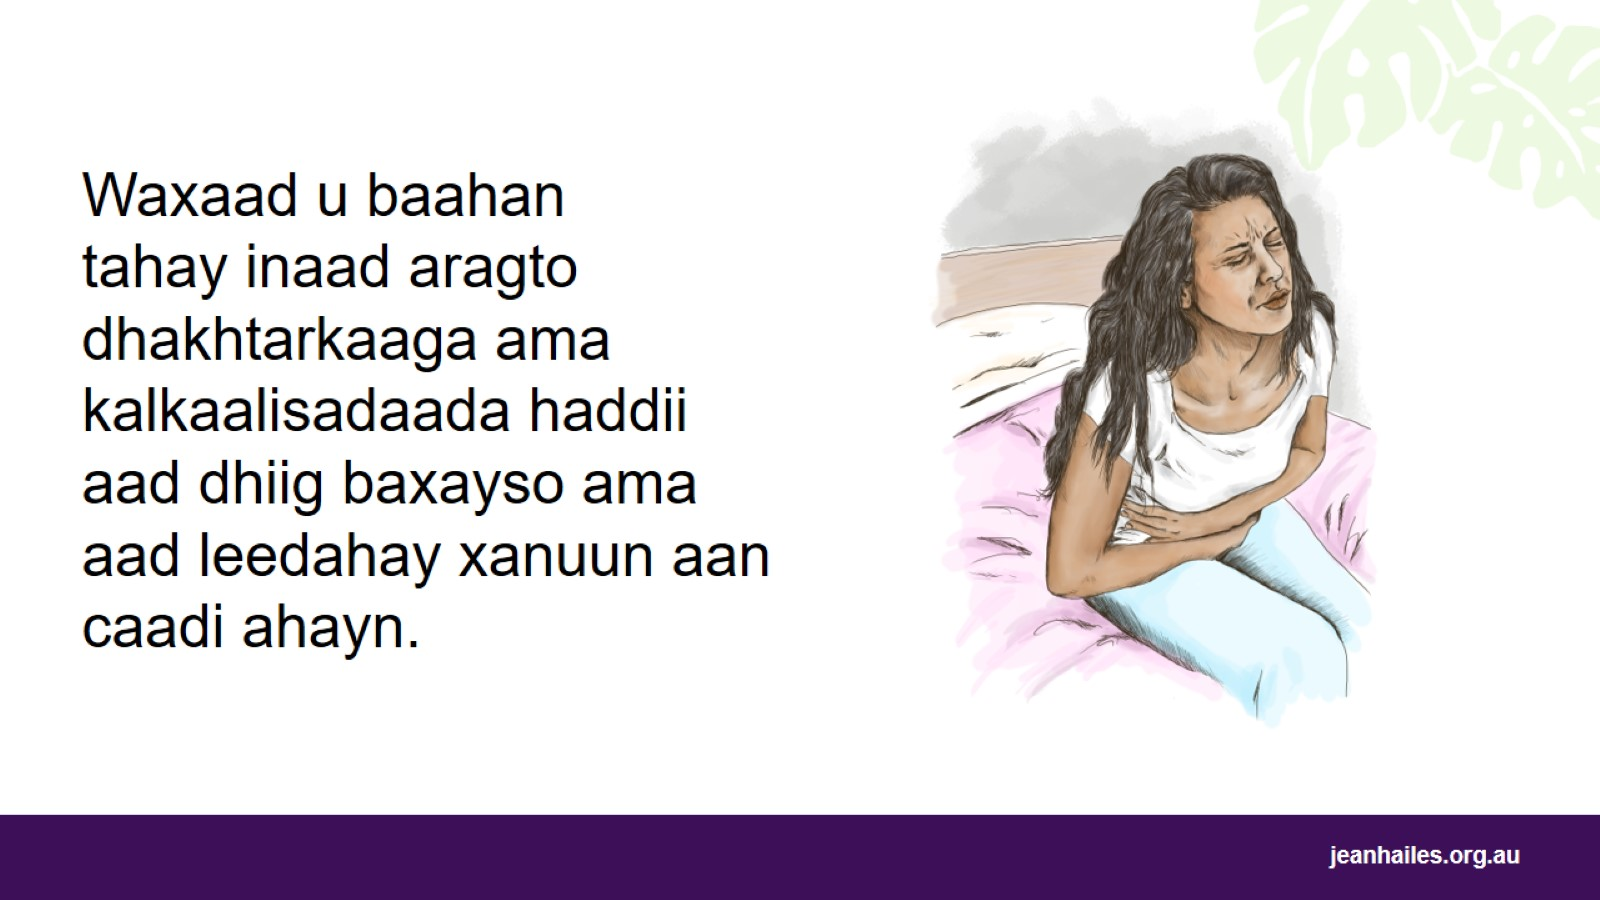 Waxaad u baahan
tahay inaad aragto
dhakhtarkaaga ama
kalkaalisadaada haddii
aad dhiig baxayso ama
aad leedahay xanuun aan
caadi ahayn.
jeanhailes.org.au